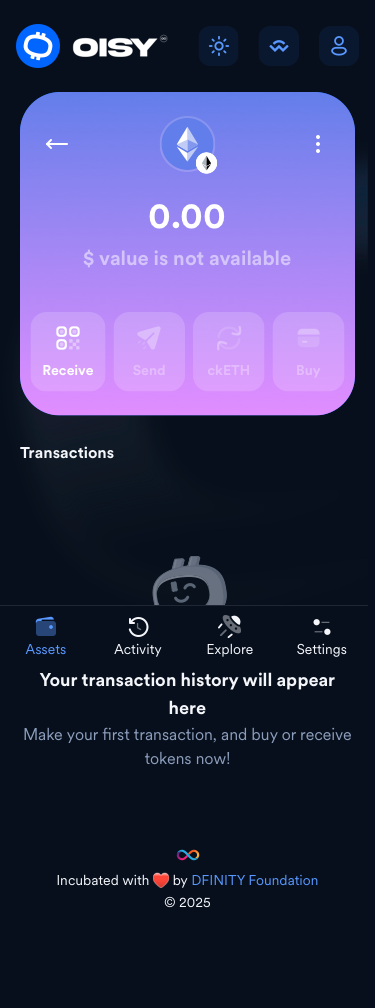 OISY
0.00
$ value is not available
Receive
Send
ckETH
Buy
Transactions
Assets
Activity
Explore
Settings
Your transaction history will appear
here
Make your first transaction, and buy or receive
tokens now!
Incubated with ❤️ by DFINITY Foundation
© 2025